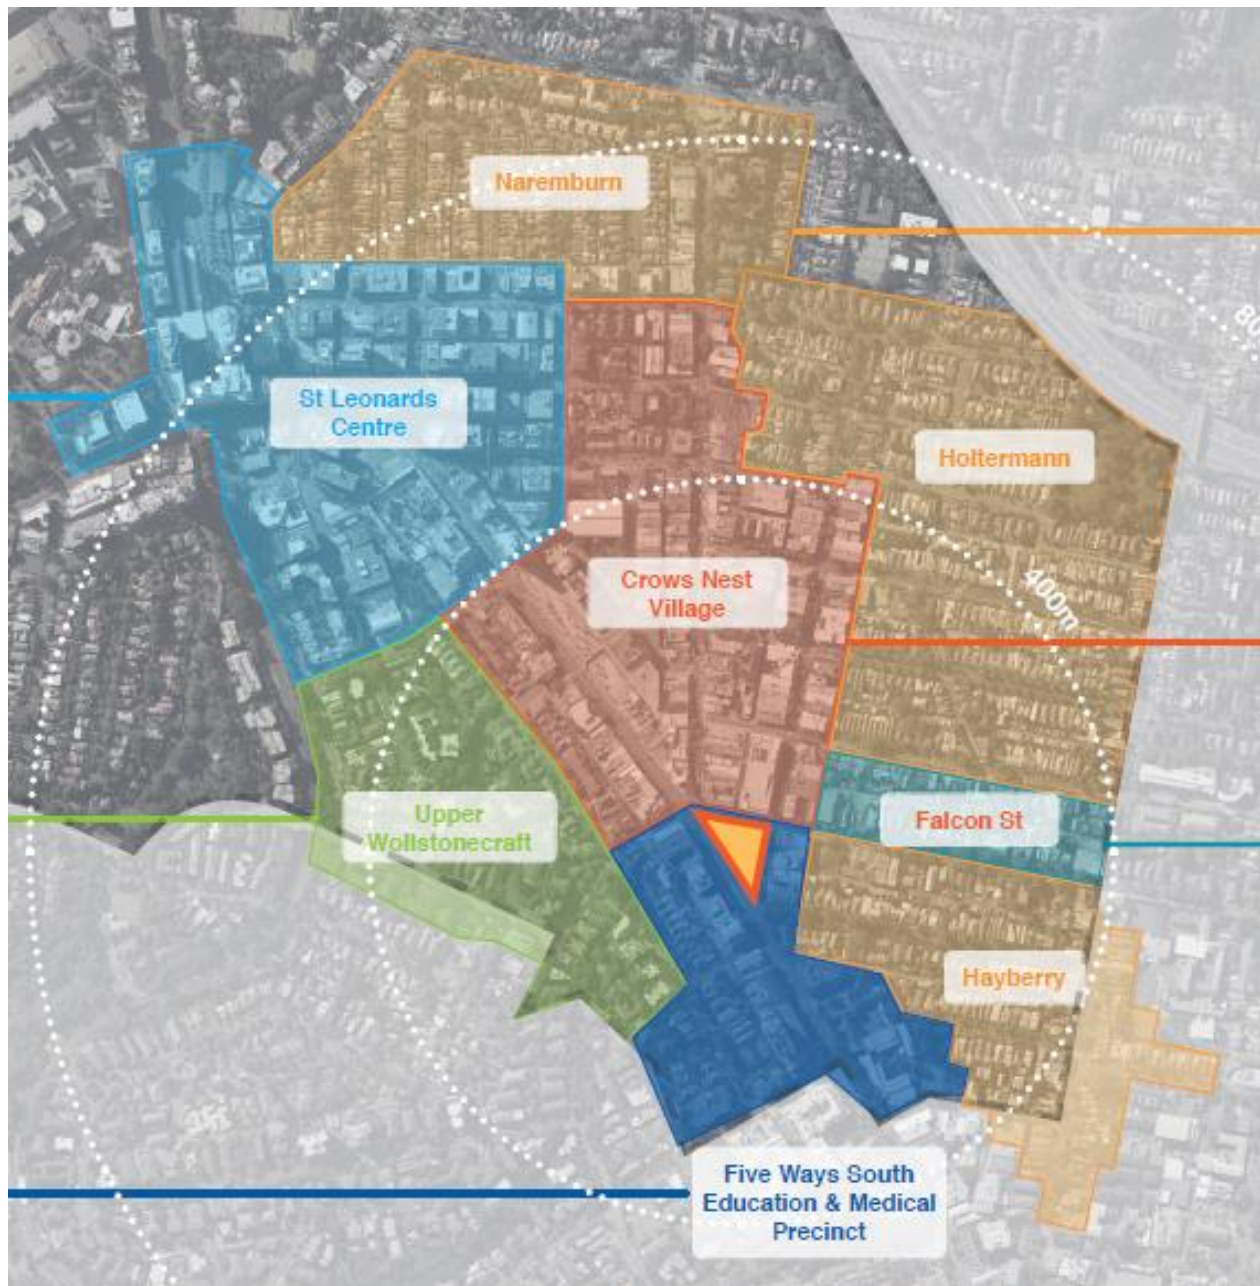 Naremburn
St Leonards
Centre
Holtermann
Crows Nest
Village
400m
Upper
Wollstonecraft
Falcon St
Hayberry
Five Ways South
Education & Medical
Precinct